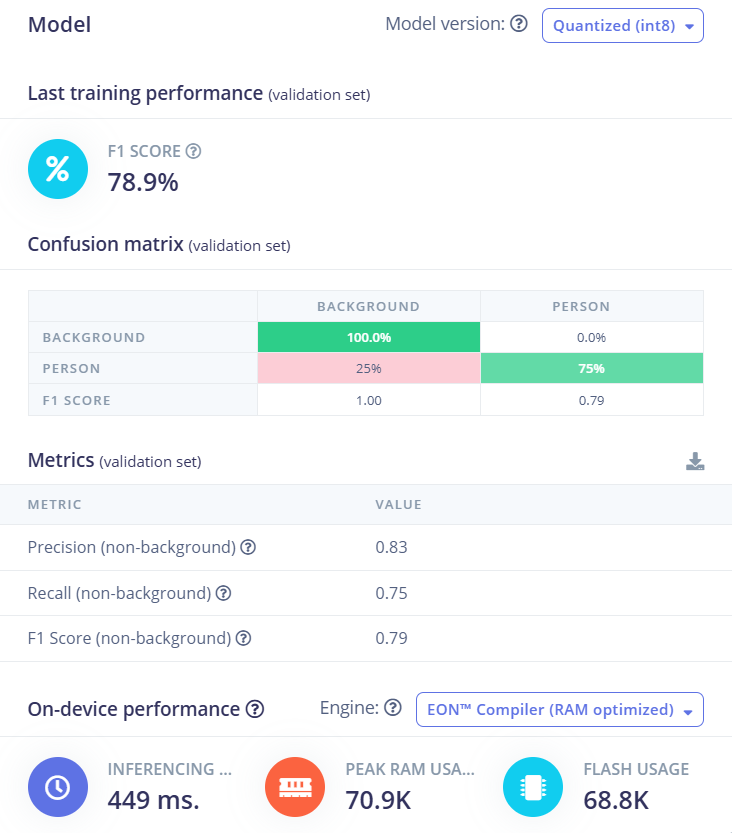 Model
Model version: ? Quantized (int8)
Last training performance (validation set)
% F1 SCORE ?
78.9%
Confusion matrix (validation set)
BACKGROUND PERSON
BACKGROUND 100.0% 0.0%
PERSON 25% 75%
F1 SCORE 1.00 0.79
Metrics (validation set)
METRIC VALUE
Precision (non-background) ? 0.83
Recall (non-background) ? 0.75
F1 Score (non-background) ? 0.79
On-device performance ? Engine: ? EON™ Compiler (RAM optimized)
INFERENCING ... PEAK RAM USA... FLASH USAGE
449 ms. 70.9K 68.8K